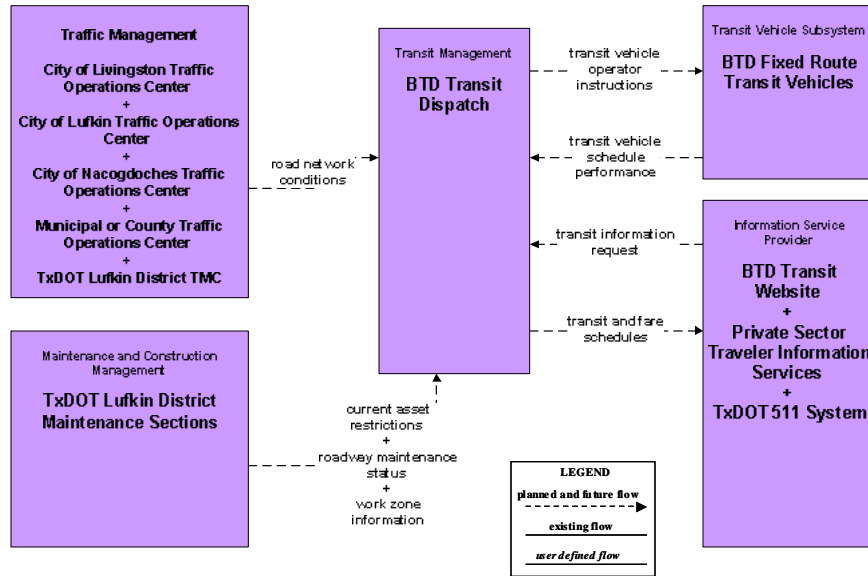 Traffic Management
City of Livingston Traffic
Operations Center
+
City of Lufkin Traffic Operations
Center
+
City of Nacogdoches Traffic
Operations Center
+
Municipal or County Traffic
Operations Center
+
TxDOT Lufkin District TMC
road network
conditions
Transit Management
BTD Transit
Dispatch
transit vehicle
operator
instructions
transit vehicle
schedule
performance
Transit Vehicle Subsystem
BTD Fixed Route
Transit Vehicles
transit information
request
transit and fare
schedules
Information Service
Provider
BTD Transit
Website
+
Private Sector
Traveler Information
Services
+
TxDOT 511 System
Maintenance and Construction
Management
TxDOT Lufkin District
Maintenance Sections
current asset
restrictions
+
roadway maintenance
status
+
work zone
information
LEGEND
planned and future flow
existing flow
user defined flow